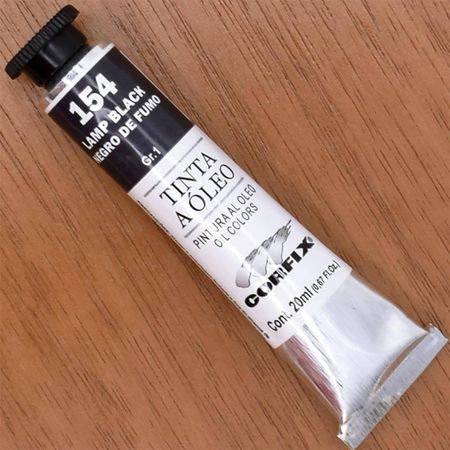 154
LAMP BLACK
NEGRO DE FUMO
Gr.1
TINTA
A ÓLEO
PINTURA AL OLEO
OIL COLORS
CORFIX
Cont. 20ml (0,67 Fl.Oz.)